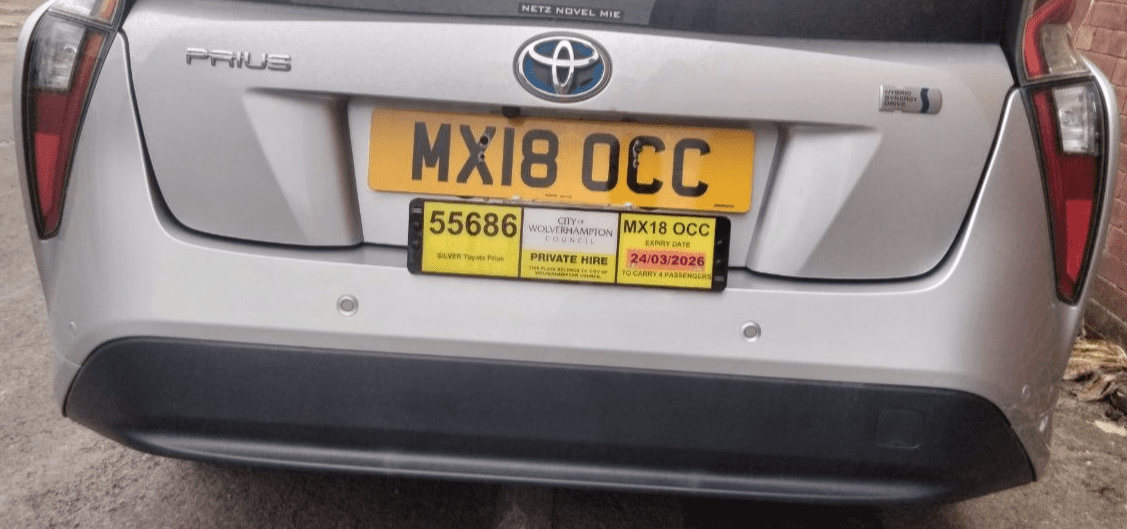 NETZ NOVEL MIE
PRIUS
HYBRID
SYNERGY
DRIVE
MX18 OCC
55686
SILVER Toyota Prius
CITY OF
WOLVERHAMPTON
COUNCIL
PRIVATE HIRE
THIS PLATE BELONGS TO CITY OF
WOLVERHAMPTON COUNCIL
MX18 OCC
EXPIRY DATE
24/03/2026
TO CARRY 4 PASSENGERS